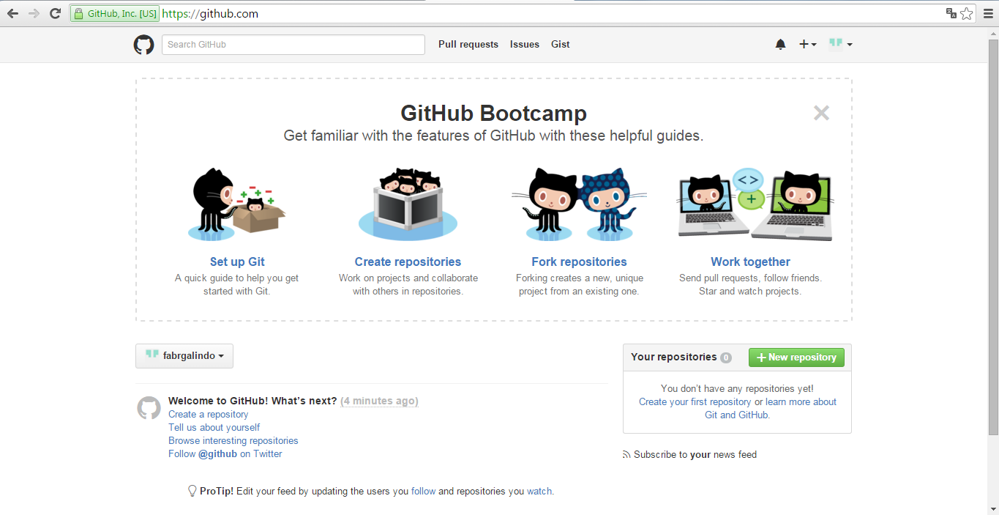 GitHub, Inc. [US] https://github.com
Search GitHub
Pull requests Issues Gist
GitHub Bootcamp
Get familiar with the features of GitHub with these helpful guides.
<>
Set up Git
A quick guide to help you get
started with Git.
Create repositories
Work on projects and collaborate
with others in repositories.
Fork repositories
Forking creates a new, unique
project from an existing one.
Work together
Send pull requests, follow friends.
Star and watch projects.
fabrgalindo
Welcome to GitHub! What's next? (4 minutes ago)
Create a repository
Tell us about yourself
Browse interesting repositories
Follow @github on Twitter
ProTip! Edit your feed by updating the users you follow and repositories you watch.
Your repositories 0
New repository
You don't have any repositories yet!
Create your first repository or learn more about
Git and GitHub.
Subscribe to your news feed